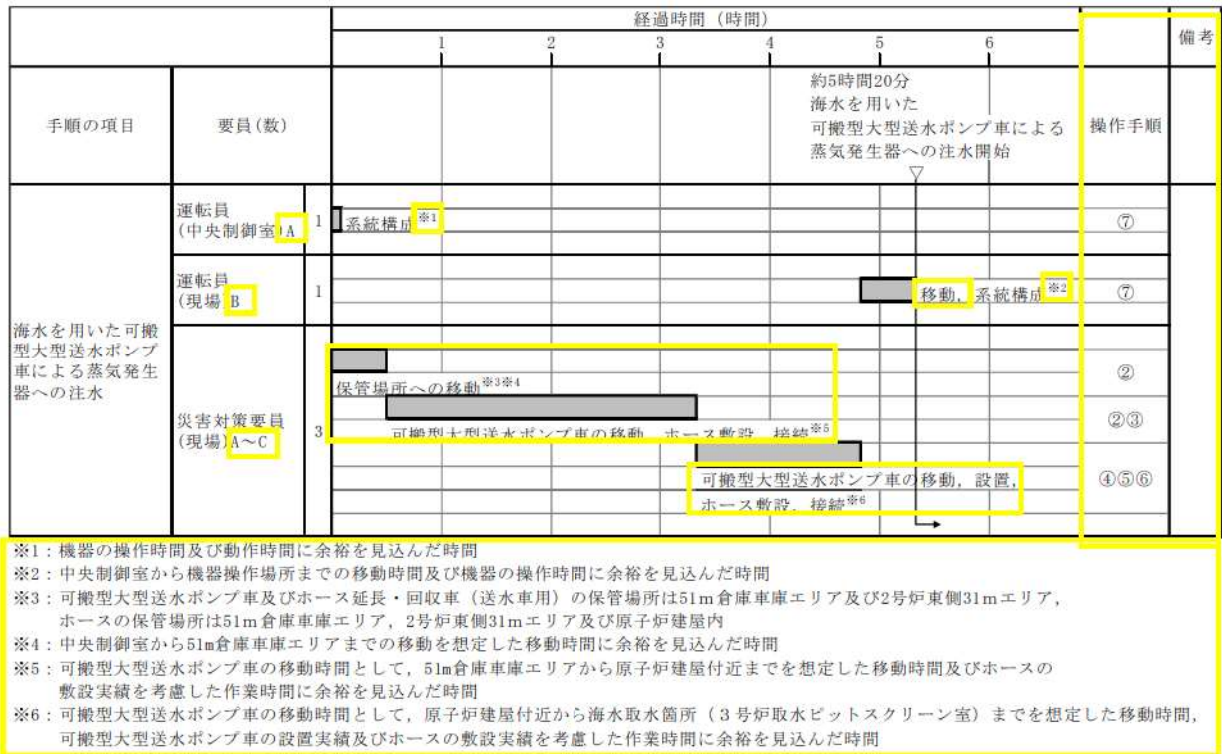 経過時間（時間）
備考
1 2 3 4 5 6
手順の項目
要員(数)
約5時間20分
海水を用いた
可搬型大型送水ポンプ車による
蒸気発生器への注水開始
操作手順
▽
海水を用いた可搬
型大型送水ポンプ
車による蒸気発生
器への注水
運転員
(中央制御室)A
1
系統構成※1
⑦
運転員
(現場)B
1
移動，系統構成※2
⑦
災害対策要員
(現場)A～C
3
保管場所への移動※3※4
②
可搬型大型送水ポンプ車の移動，ホース敷設，接続※5
②③
可搬型大型送水ポンプ車の移動，設置，
ホース敷設，接続※6
④⑤⑥
※1：機器の操作時間及び動作時間に余裕を見込んだ時間
※2：中央制御室から機器操作場所までの移動時間及び機器の操作時間に余裕を見込んだ時間
※3：可搬型大型送水ポンプ車及びホース延長・回収車（送水車用）の保管場所は51m倉庫車庫エリア及び2号炉東側31mエリア，
ホースの保管場所は51m倉庫車庫エリア，2号炉東側31mエリア及び原子炉建屋内
※4：中央制御室から51m倉庫車庫エリアまでの移動を想定した移動時間に余裕を見込んだ時間
※5：可搬型大型送水ポンプ車の移動時間として，51m倉庫車庫エリアから原子炉建屋付近までを想定した移動時間及びホースの
敷設実績を考慮した作業時間に余裕を見込んだ時間
※6：可搬型大型送水ポンプ車の移動時間として，原子炉建屋付近から海水取水箇所（３号炉取水ピットスクリーン室）までを想定した移動時間，
可搬型大型送水ポンプ車の設置実績及びホースの敷設実績を考慮した作業時間に余裕を見込んだ時間